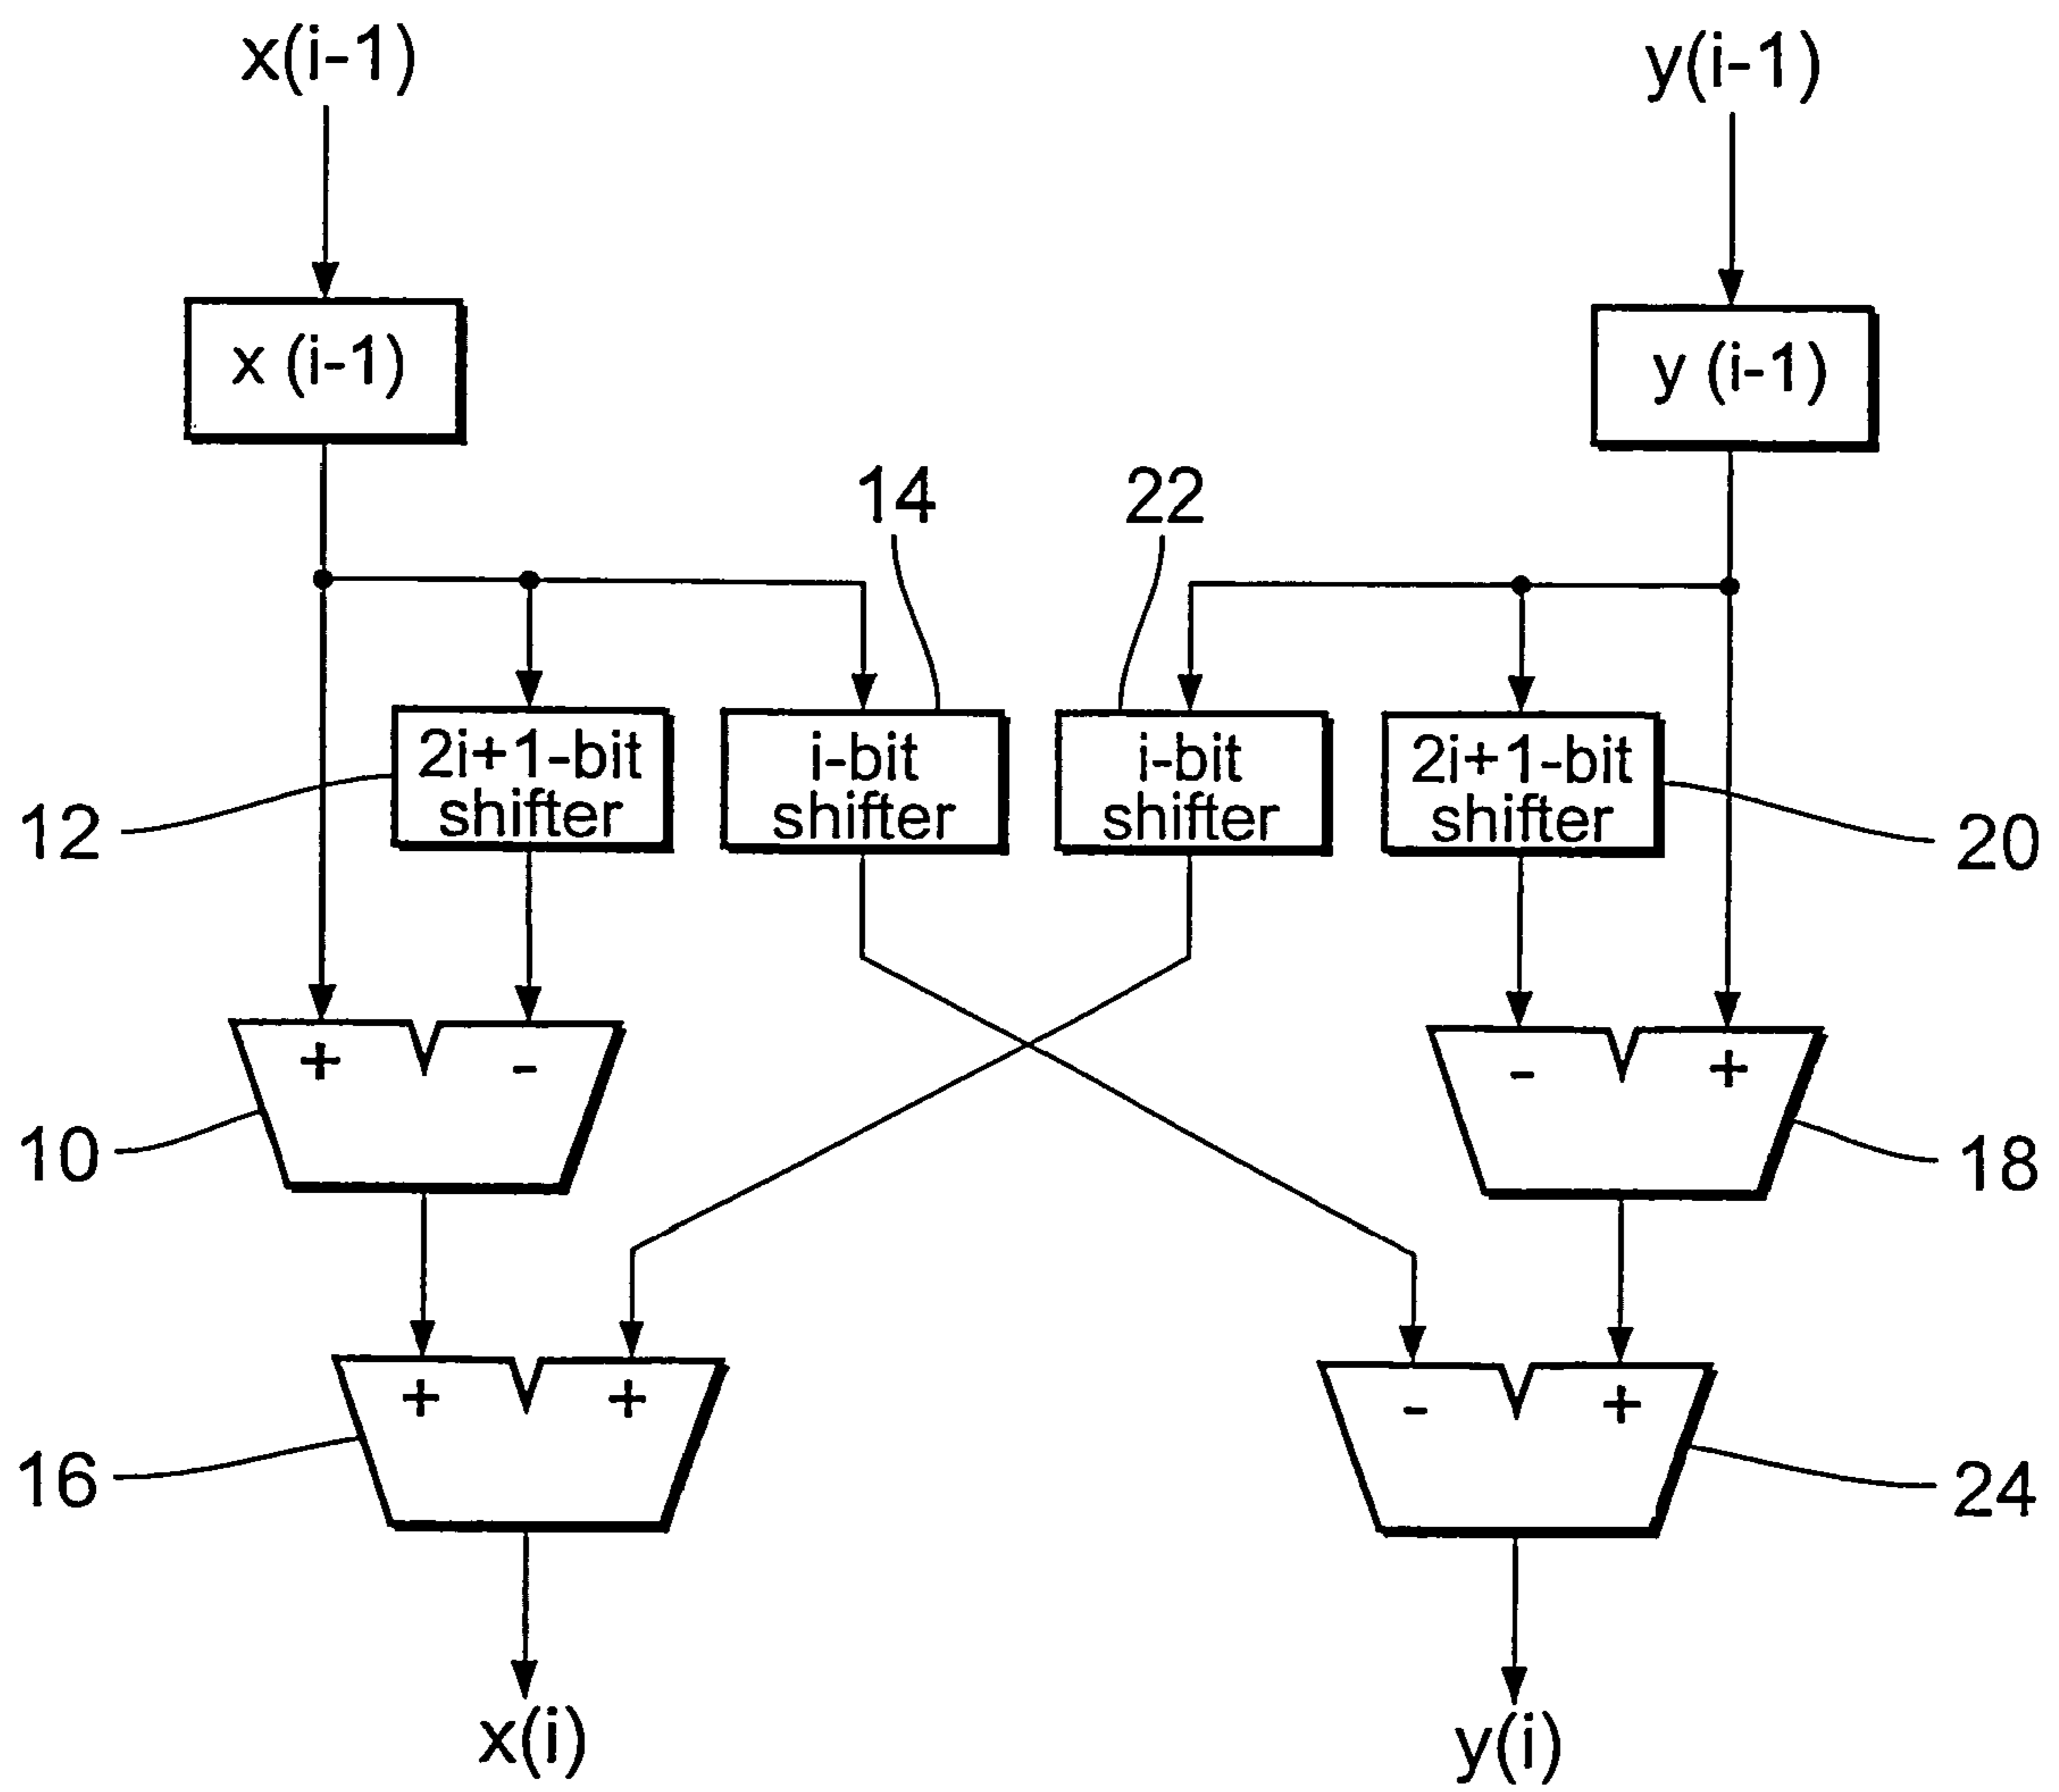 x(i-1)
y(i-1)
x (i-1)
y (i-1)
14
22
2i+1-bit
shifter
i-bit
shifter
i-bit
shifter
2i+1-bit
shifter
12
20
+
-
-
+
10
18
+
+
-
+
16
24
x(i)
y(i)